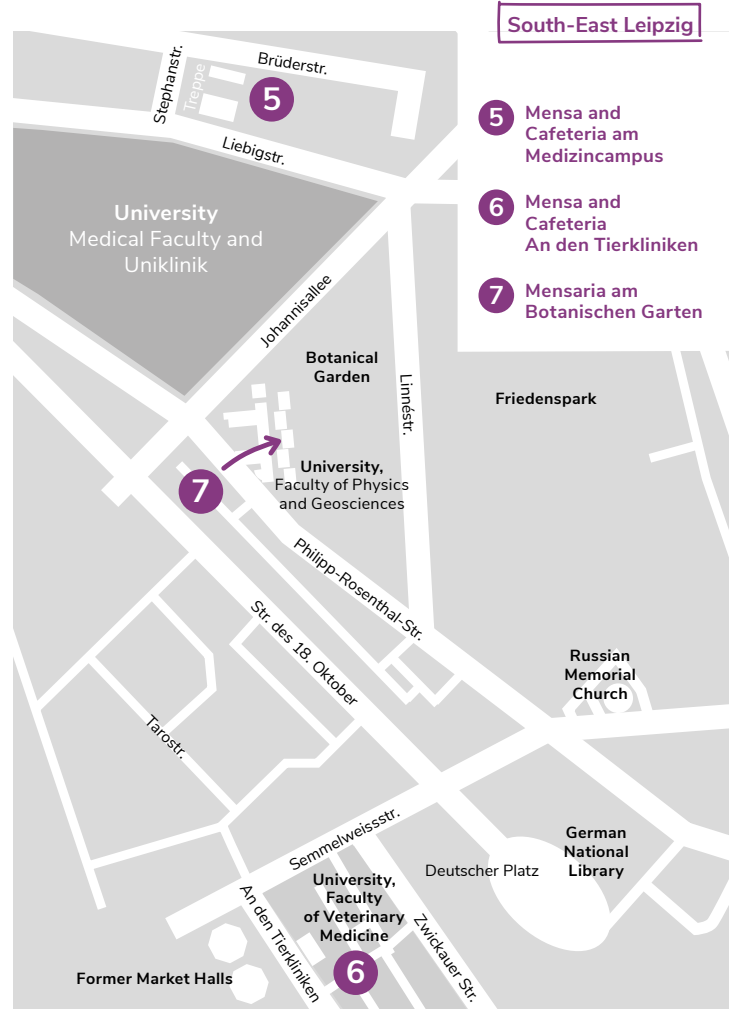 South-East Leipzig
5 Mensa and
Cafeteria am
Medizincampus
6 Mensa and
Cafeteria
An den Tierkliniken
7 Mensaria am
Botanischen Garten
Stephanstr.
Treppe
Brüderstr.
5
Liebigstr.
University
Medical Faculty and
Uniklinik
Johannisallee
Botanical
Garden
Linnéstr.
Friedenspark
7
University,
Faculty of Physics
and Geosciences
Philipp-Rosenthal-Str.
Str. des 18. Oktober
Russian
Memorial
Church
Tarostr.
Semmelweissstr.
German
National
Library
Deutscher Platz
University,
Faculty
of Veterinary
Medicine
An den Tierkliniken
Zwickauer Str.
6
Former Market Halls